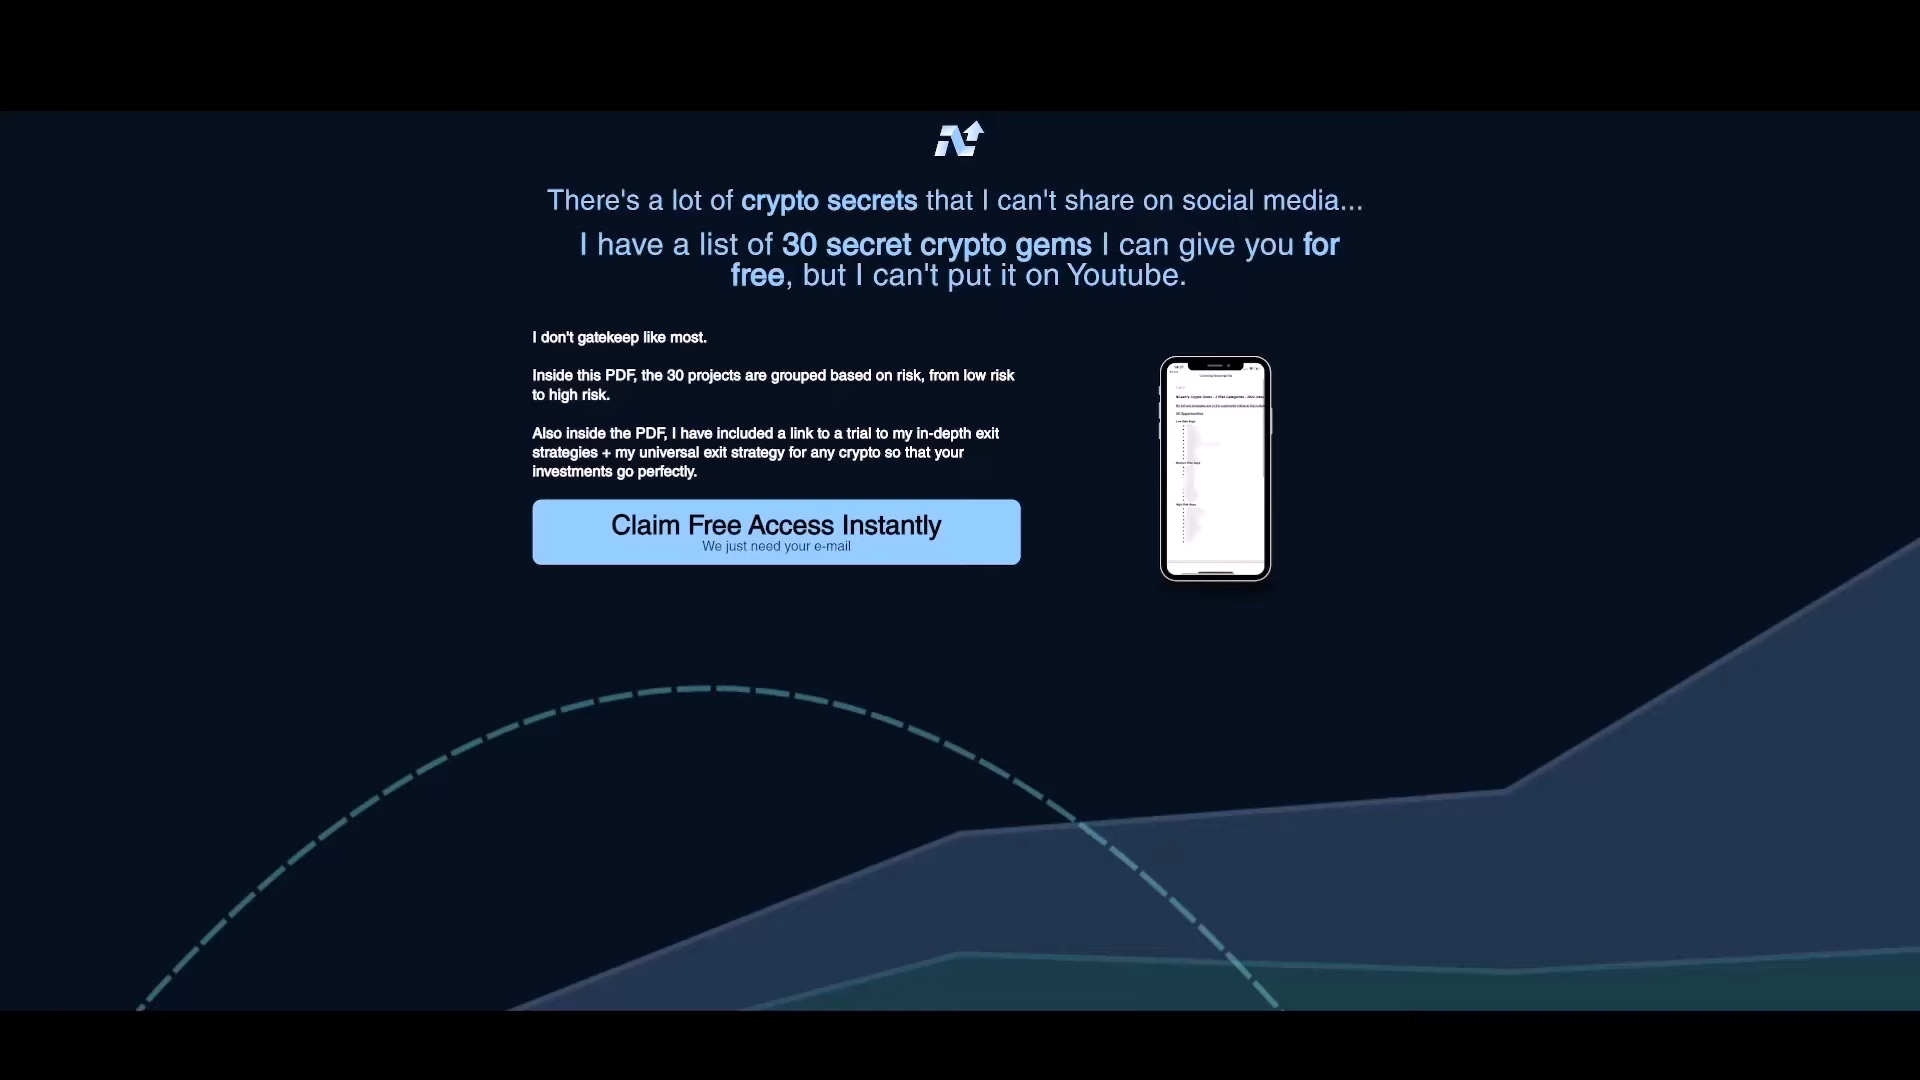 There's a lot of crypto secrets that I can't share on social media...
I have a list of 30 secret crypto gems I can give you for
free, but I can't put it on Youtube.
I don't gatekeep like most.
Inside this PDF, the 30 projects are grouped based on risk, from low risk
to high risk.
Also inside the PDF, I have included a link to a trial to my in-depth exit
strategies + my universal exit strategy for any crypto so that your
investments go perfectly.
Claim Free Access Instantly
We just need your e-mail